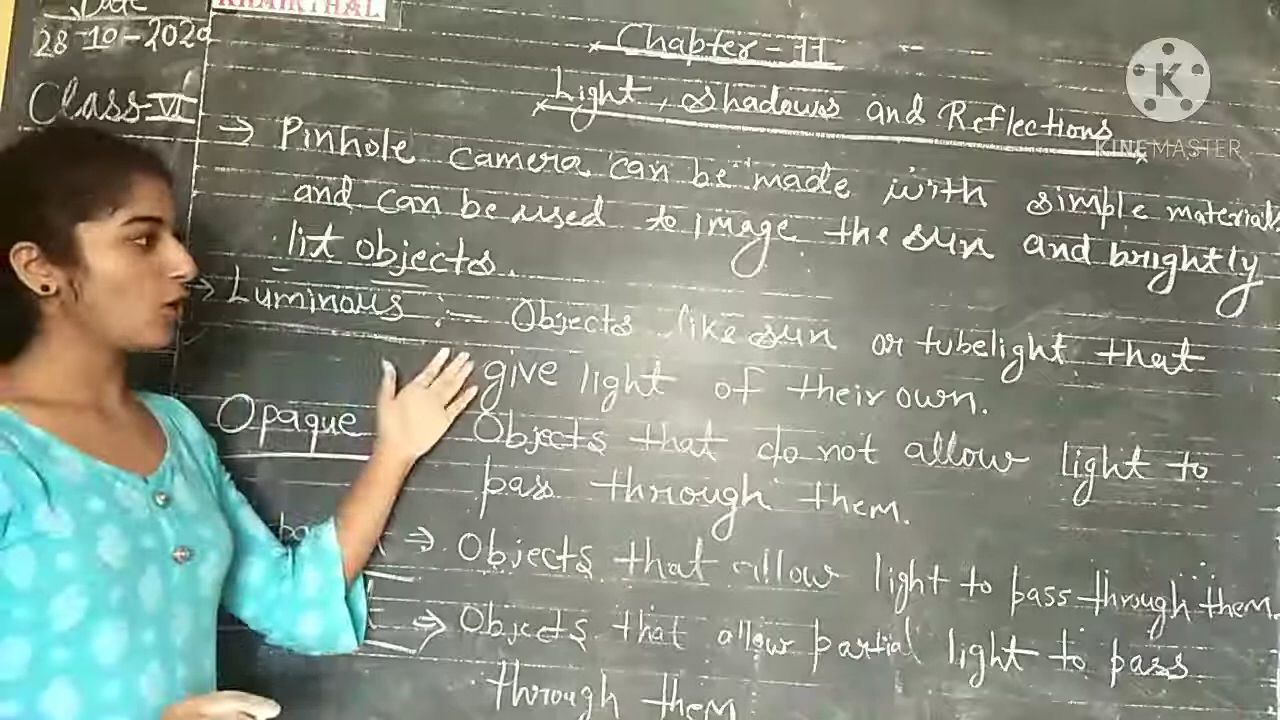 Date
KHAIRTHAL
28-10-2020
Class-VI
Chapter-11
Light, Shadows and Reflections
K
KINEMASTER
→ Pinhole camera can be made with simple materials
and can be used to image the sun and brightly
lit objects.
→ Luminous :- Objects like sun or tubelight that
give light of their own.
Opaque Objects that do not allow light to
pass through them.
→ Objects that allow light to pass through them.
→ Objects that allow partial light to pass
through them